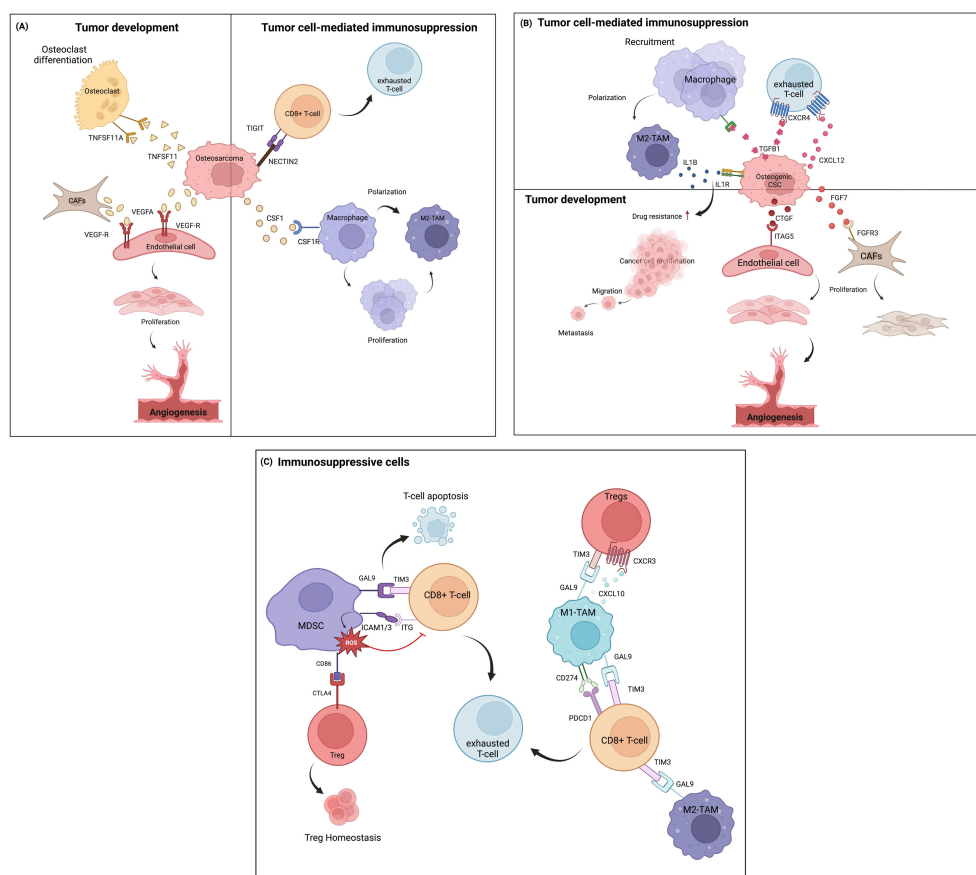 (A)
Tumor development
Tumor cell-mediated immunosuppression
Osteoclast
differentiation
Osteoclast
TNFSF11A
TNFSF11
Osteosarcoma
CAFs
VEGFA
VEGF-R
VEGF-R
Endothelial cell
Proliferation
Angiogenesis
exhausted
T-cell
CD8+ T-cell
TIGIT
NECTIN2
CSF1
CSF1R
Macrophage
Polarization
M2-TAM
Proliferation
(B) Tumor cell-mediated immunosuppression
Recruitment
Macrophage
exhausted
T-cell
CXCR4
Polarization
M2-TAM
TGFB1
CXCL12
IL1B
IL1R
Osteogenic
CSC
Tumor development
Drug resistance
CTGF
ITAG5
FGF7
FGFR3
Cancer cell proliferation
Endothelial cell
CAFs
Migration
Proliferation
Metastasis
Angiogenesis
(C) Immunosuppressive cells
T-cell apoptosis
GAL9
TIM3
MDSC
CD8+ T-cell
ICAM1/3
ITG
ROS
CD86
CTLA4
Treg
Treg Homeostasis
exhausted
T-cell
Tregs
TIM3
CXCR3
GAL9
CXCL10
M1-TAM
GAL9
CD274
TIM3
PDCD1
CD8+ T-cell
TIM3
GAL9
M2-TAM